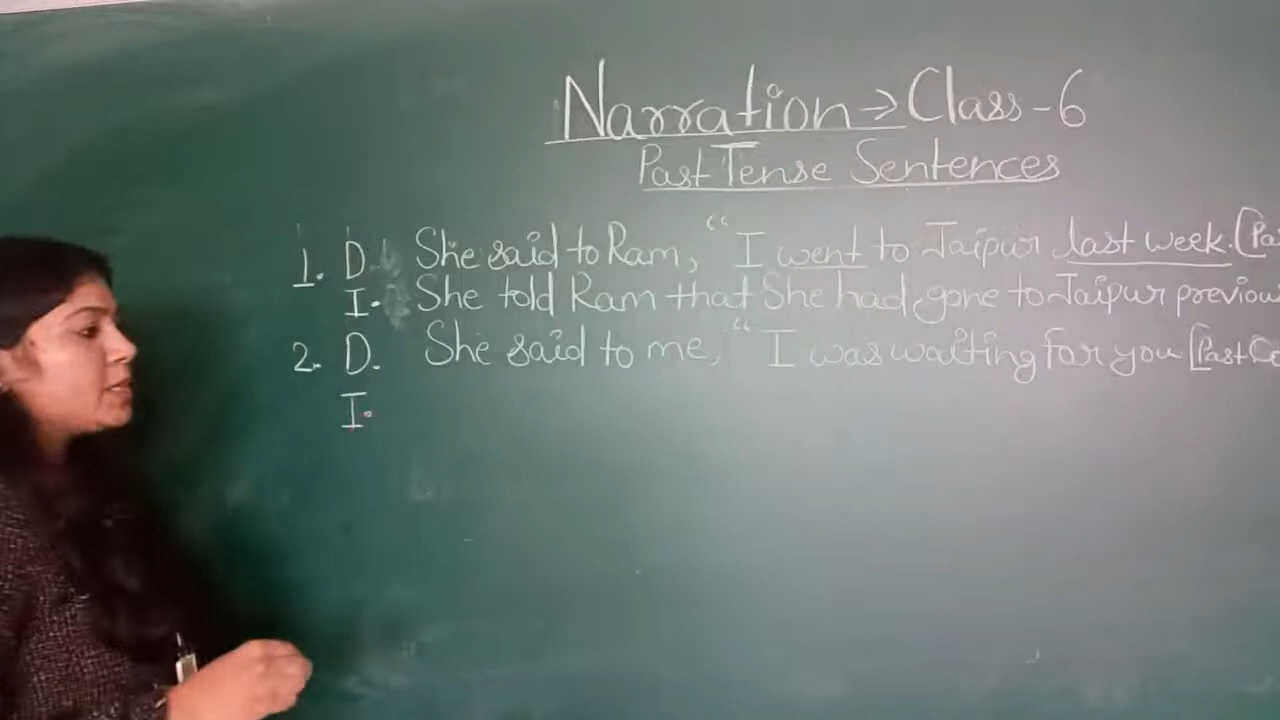 Narration → Class - 6
Past Tense Sentences
1. D. She said to Ram, “I went to Jaipur last week.
I. She told Ram that She had gone to Jaipur
2. D. She said to me, “I was waiting for you [Past
I.